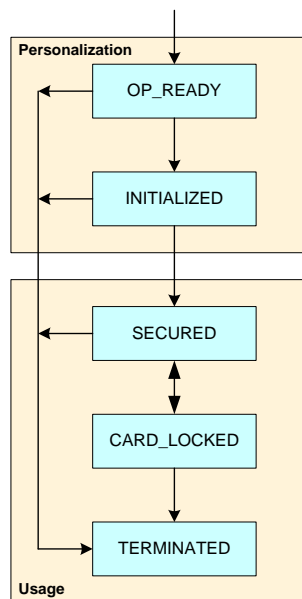 Personalization
OP_READY
INITIALIZED
SECURED
CARD_LOCKED
TERMINATED
Usage